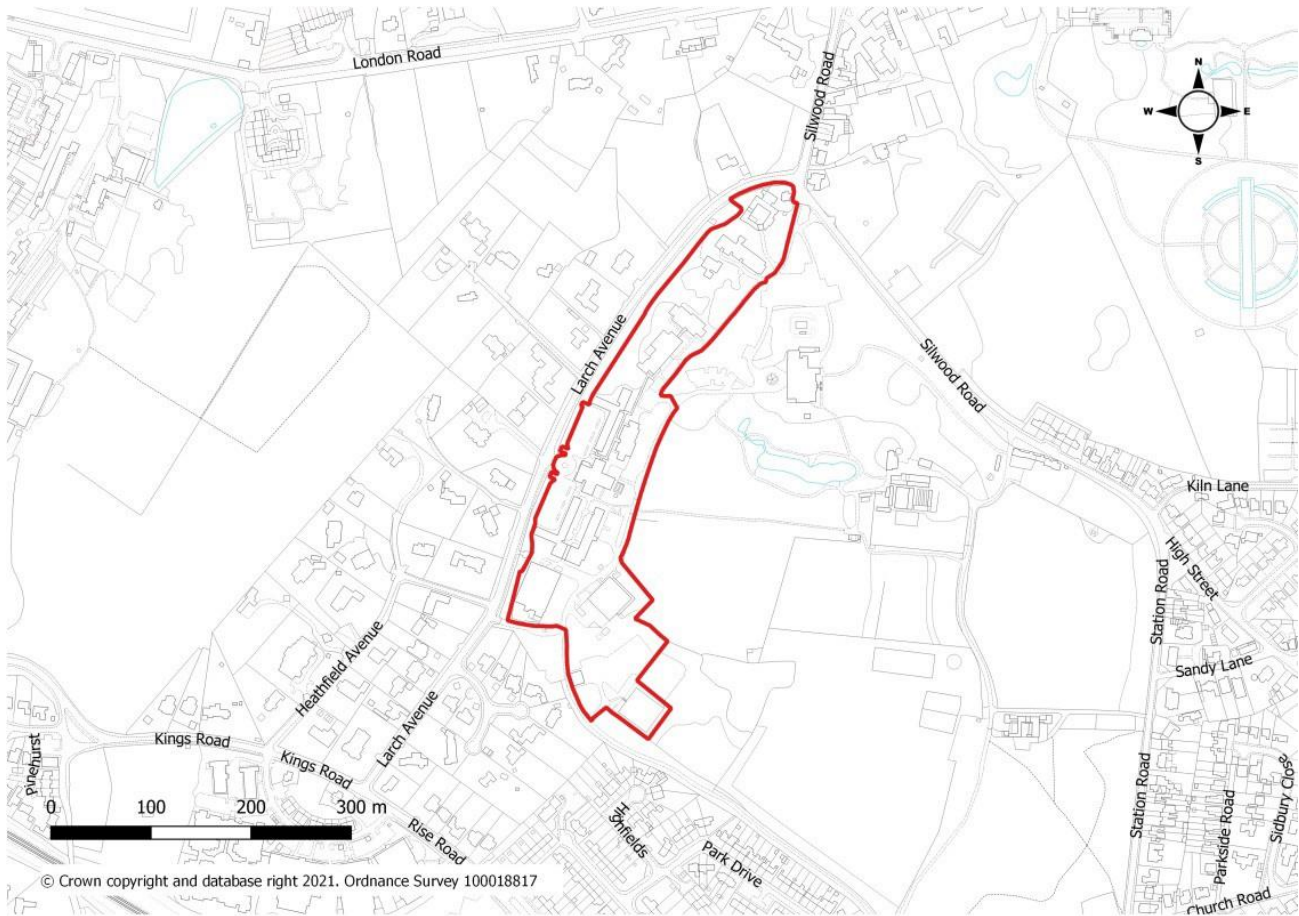 London Road
Silwood Road
N
W
E
S
Larch Avenue
Silwood Road
Kiln Lane
High Street
Station Road
Sandy Lane
Heathfield Avenue
Larch Avenue
Kings Road
Kings Road
Pinehurst
Rise Road
Highfields
Park Drive
Station Road
Parkside Road
Sidbury Close
Church Road
0 100 200 300 m
© Crown copyright and database right 2021. Ordnance Survey 100018817